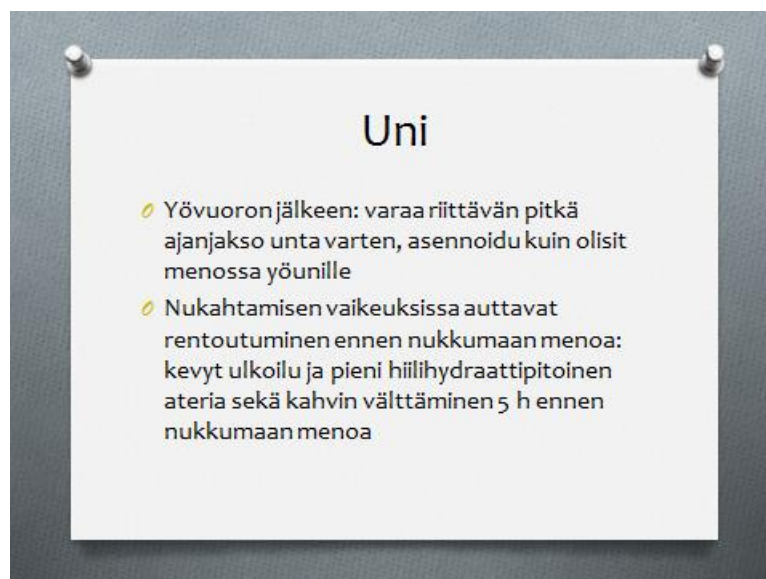 Uni
Yövuoron jälkeen: varaa riittävän pitkä
ajanjakso unta varten, asennoidu kuin olisit
menossa yöunille
Nukahtamisen vaikeuksissa auttavat
rentoutuminen ennen nukkumaan menoa:
kevyt ulkoilu ja pieni hiilihydraattipitoinen
ateria sekä kahvin välttäminen 5 h ennen
nukkumaan menoa